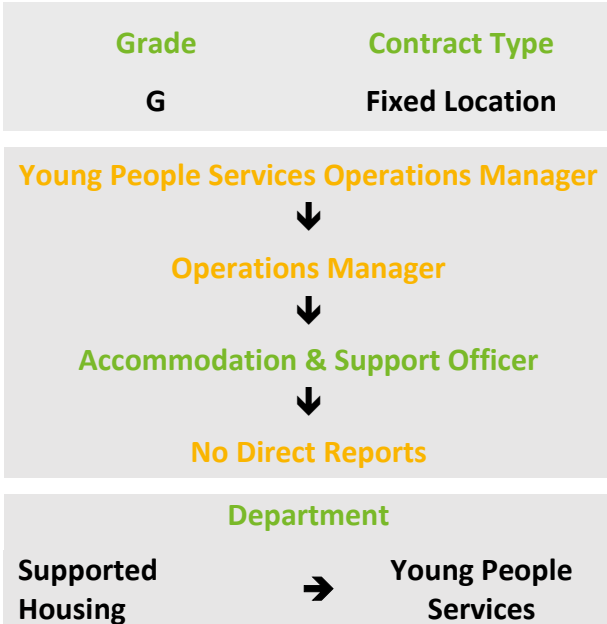 Grade Contract Type
G Fixed Location
Young People Services Operations Manager
↓
Operations Manager
↓
Accommodation & Support Officer
↓
No Direct Reports
Department
Supported Housing → Young People Services